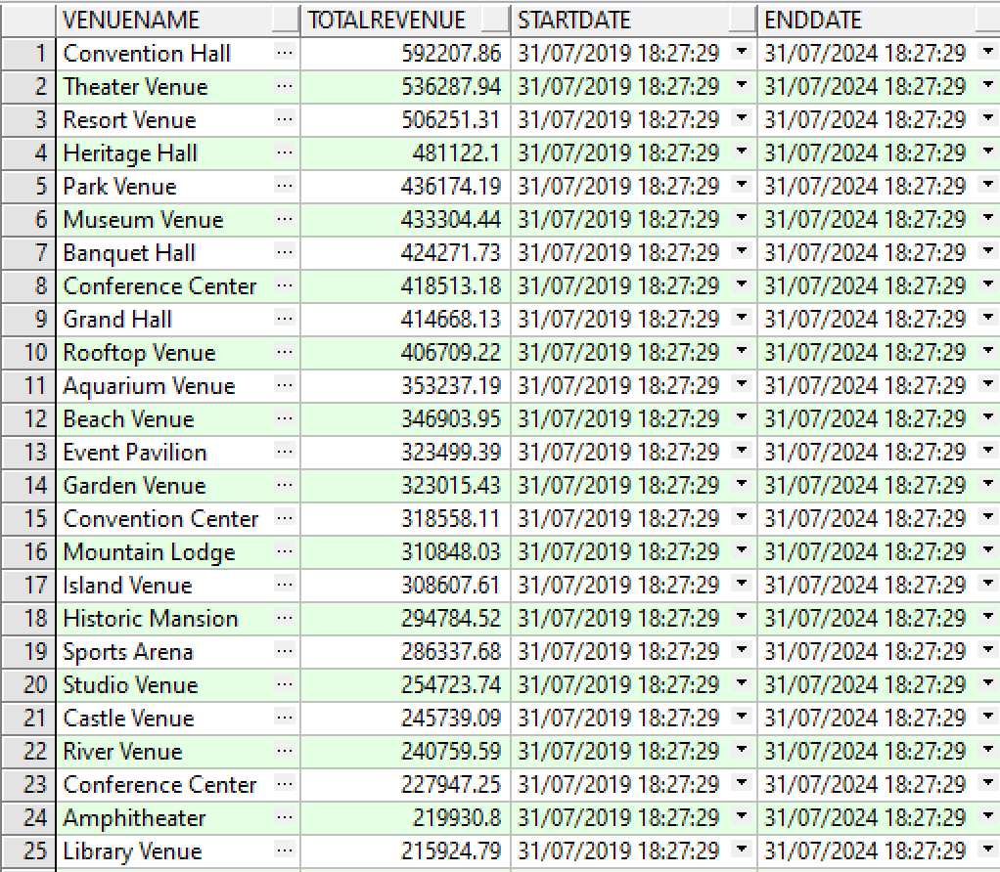 VENUENAME TOTALREVENUE STARTDATE ENDDATE
1 Convention Hall ... 592207.86 31/07/2019 18:27:29 31/07/2024 18:27:29
2 Theater Venue ... 536287.94 31/07/2019 18:27:29 31/07/2024 18:27:29
3 Resort Venue ... 506251.31 31/07/2019 18:27:29 31/07/2024 18:27:29
4 Heritage Hall ... 481122.1 31/07/2019 18:27:29 31/07/2024 18:27:29
5 Park Venue ... 436174.19 31/07/2019 18:27:29 31/07/2024 18:27:29
6 Museum Venue ... 433304.44 31/07/2019 18:27:29 31/07/2024 18:27:29
7 Banquet Hall ... 424271.73 31/07/2019 18:27:29 31/07/2024 18:27:29
8 Conference Center ... 418513.18 31/07/2019 18:27:29 31/07/2024 18:27:29
9 Grand Hall ... 414668.13 31/07/2019 18:27:29 31/07/2024 18:27:29
10 Rooftop Venue ... 406709.22 31/07/2019 18:27:29 31/07/2024 18:27:29
11 Aquarium Venue ... 353237.19 31/07/2019 18:27:29 31/07/2024 18:27:29
12 Beach Venue ... 346903.95 31/07/2019 18:27:29 31/07/2024 18:27:29
13 Event Pavilion ... 323499.39 31/07/2019 18:27:29 31/07/2024 18:27:29
14 Garden Venue ... 323015.43 31/07/2019 18:27:29 31/07/2024 18:27:29
15 Convention Center ... 318558.11 31/07/2019 18:27:29 31/07/2024 18:27:29
16 Mountain Lodge ... 310848.03 31/07/2019 18:27:29 31/07/2024 18:27:29
17 Island Venue ... 308607.61 31/07/2019 18:27:29 31/07/2024 18:27:29
18 Historic Mansion ... 294784.52 31/07/2019 18:27:29 31/07/2024 18:27:29
19 Sports Arena ... 286337.68 31/07/2019 18:27:29 31/07/2024 18:27:29
20 Studio Venue ... 254723.74 31/07/2019 18:27:29 31/07/2024 18:27:29
21 Castle Venue ... 245739.09 31/07/2019 18:27:29 31/07/2024 18:27:29
22 River Venue ... 240759.59 31/07/2019 18:27:29 31/07/2024 18:27:29
23 Conference Center ... 227947.25 31/07/2019 18:27:29 31/07/2024 18:27:29
24 Amphitheater ... 219930.8 31/07/2019 18:27:29 31/07/2024 18:27:29
25 Library Venue ... 215924.79 31/07/2019 18:27:29 31/07/2024 18:27:29